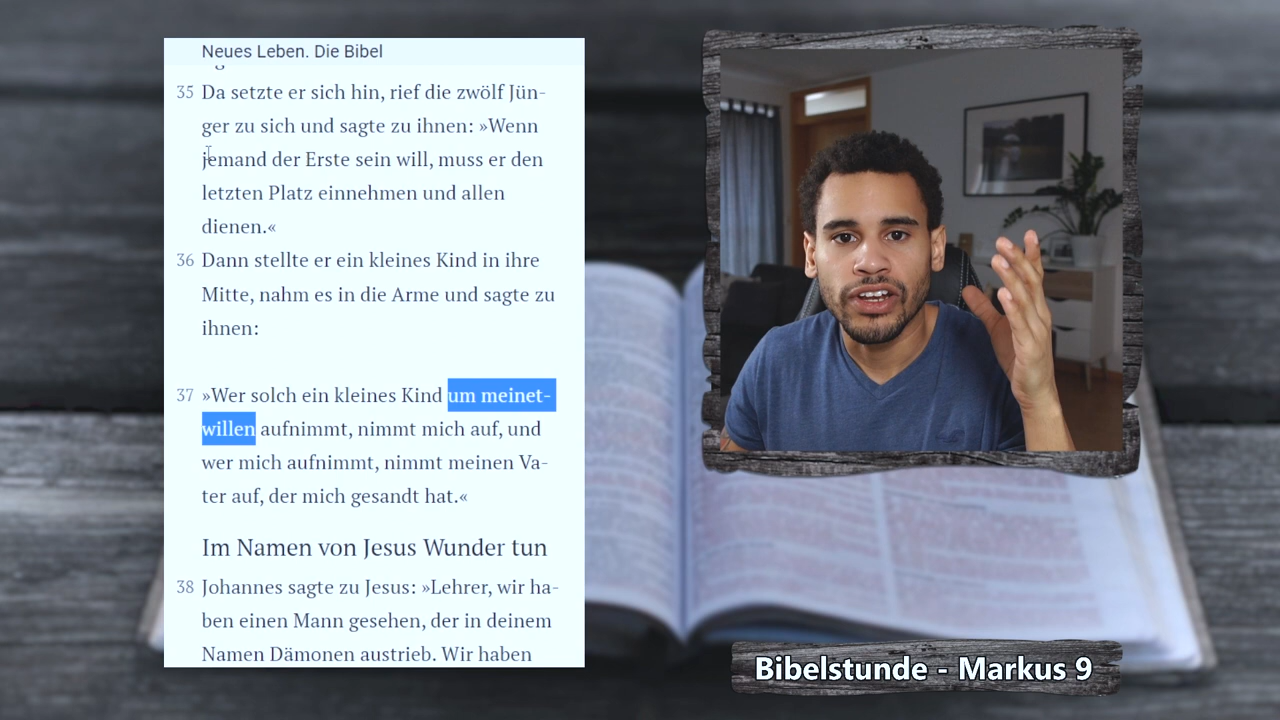 Neues Leben. Die Bibel
35 Da setzte er sich hin, rief die zwölf Jün-
ger zu sich und sagte zu ihnen: »Wenn
jemand der Erste sein will, muss er den
letzten Platz einnehmen und allen
dienen.«
36 Dann stellte er ein kleines Kind in ihre
Mitte, nahm es in die Arme und sagte zu
ihnen:
37 »Wer solch ein kleines Kind um meinet-
willen aufnimmt, nimmt mich auf, und
wer mich aufnimmt, nimmt meinen Va-
ter auf, der mich gesandt hat.«
Im Namen von Jesus Wunder tun
38 Johannes sagte zu Jesus: »Lehrer, wir ha-
ben einen Mann gesehen, der in deinem
Namen Dämonen austrieb. Wir haben
Bibelstunde - Markus 9